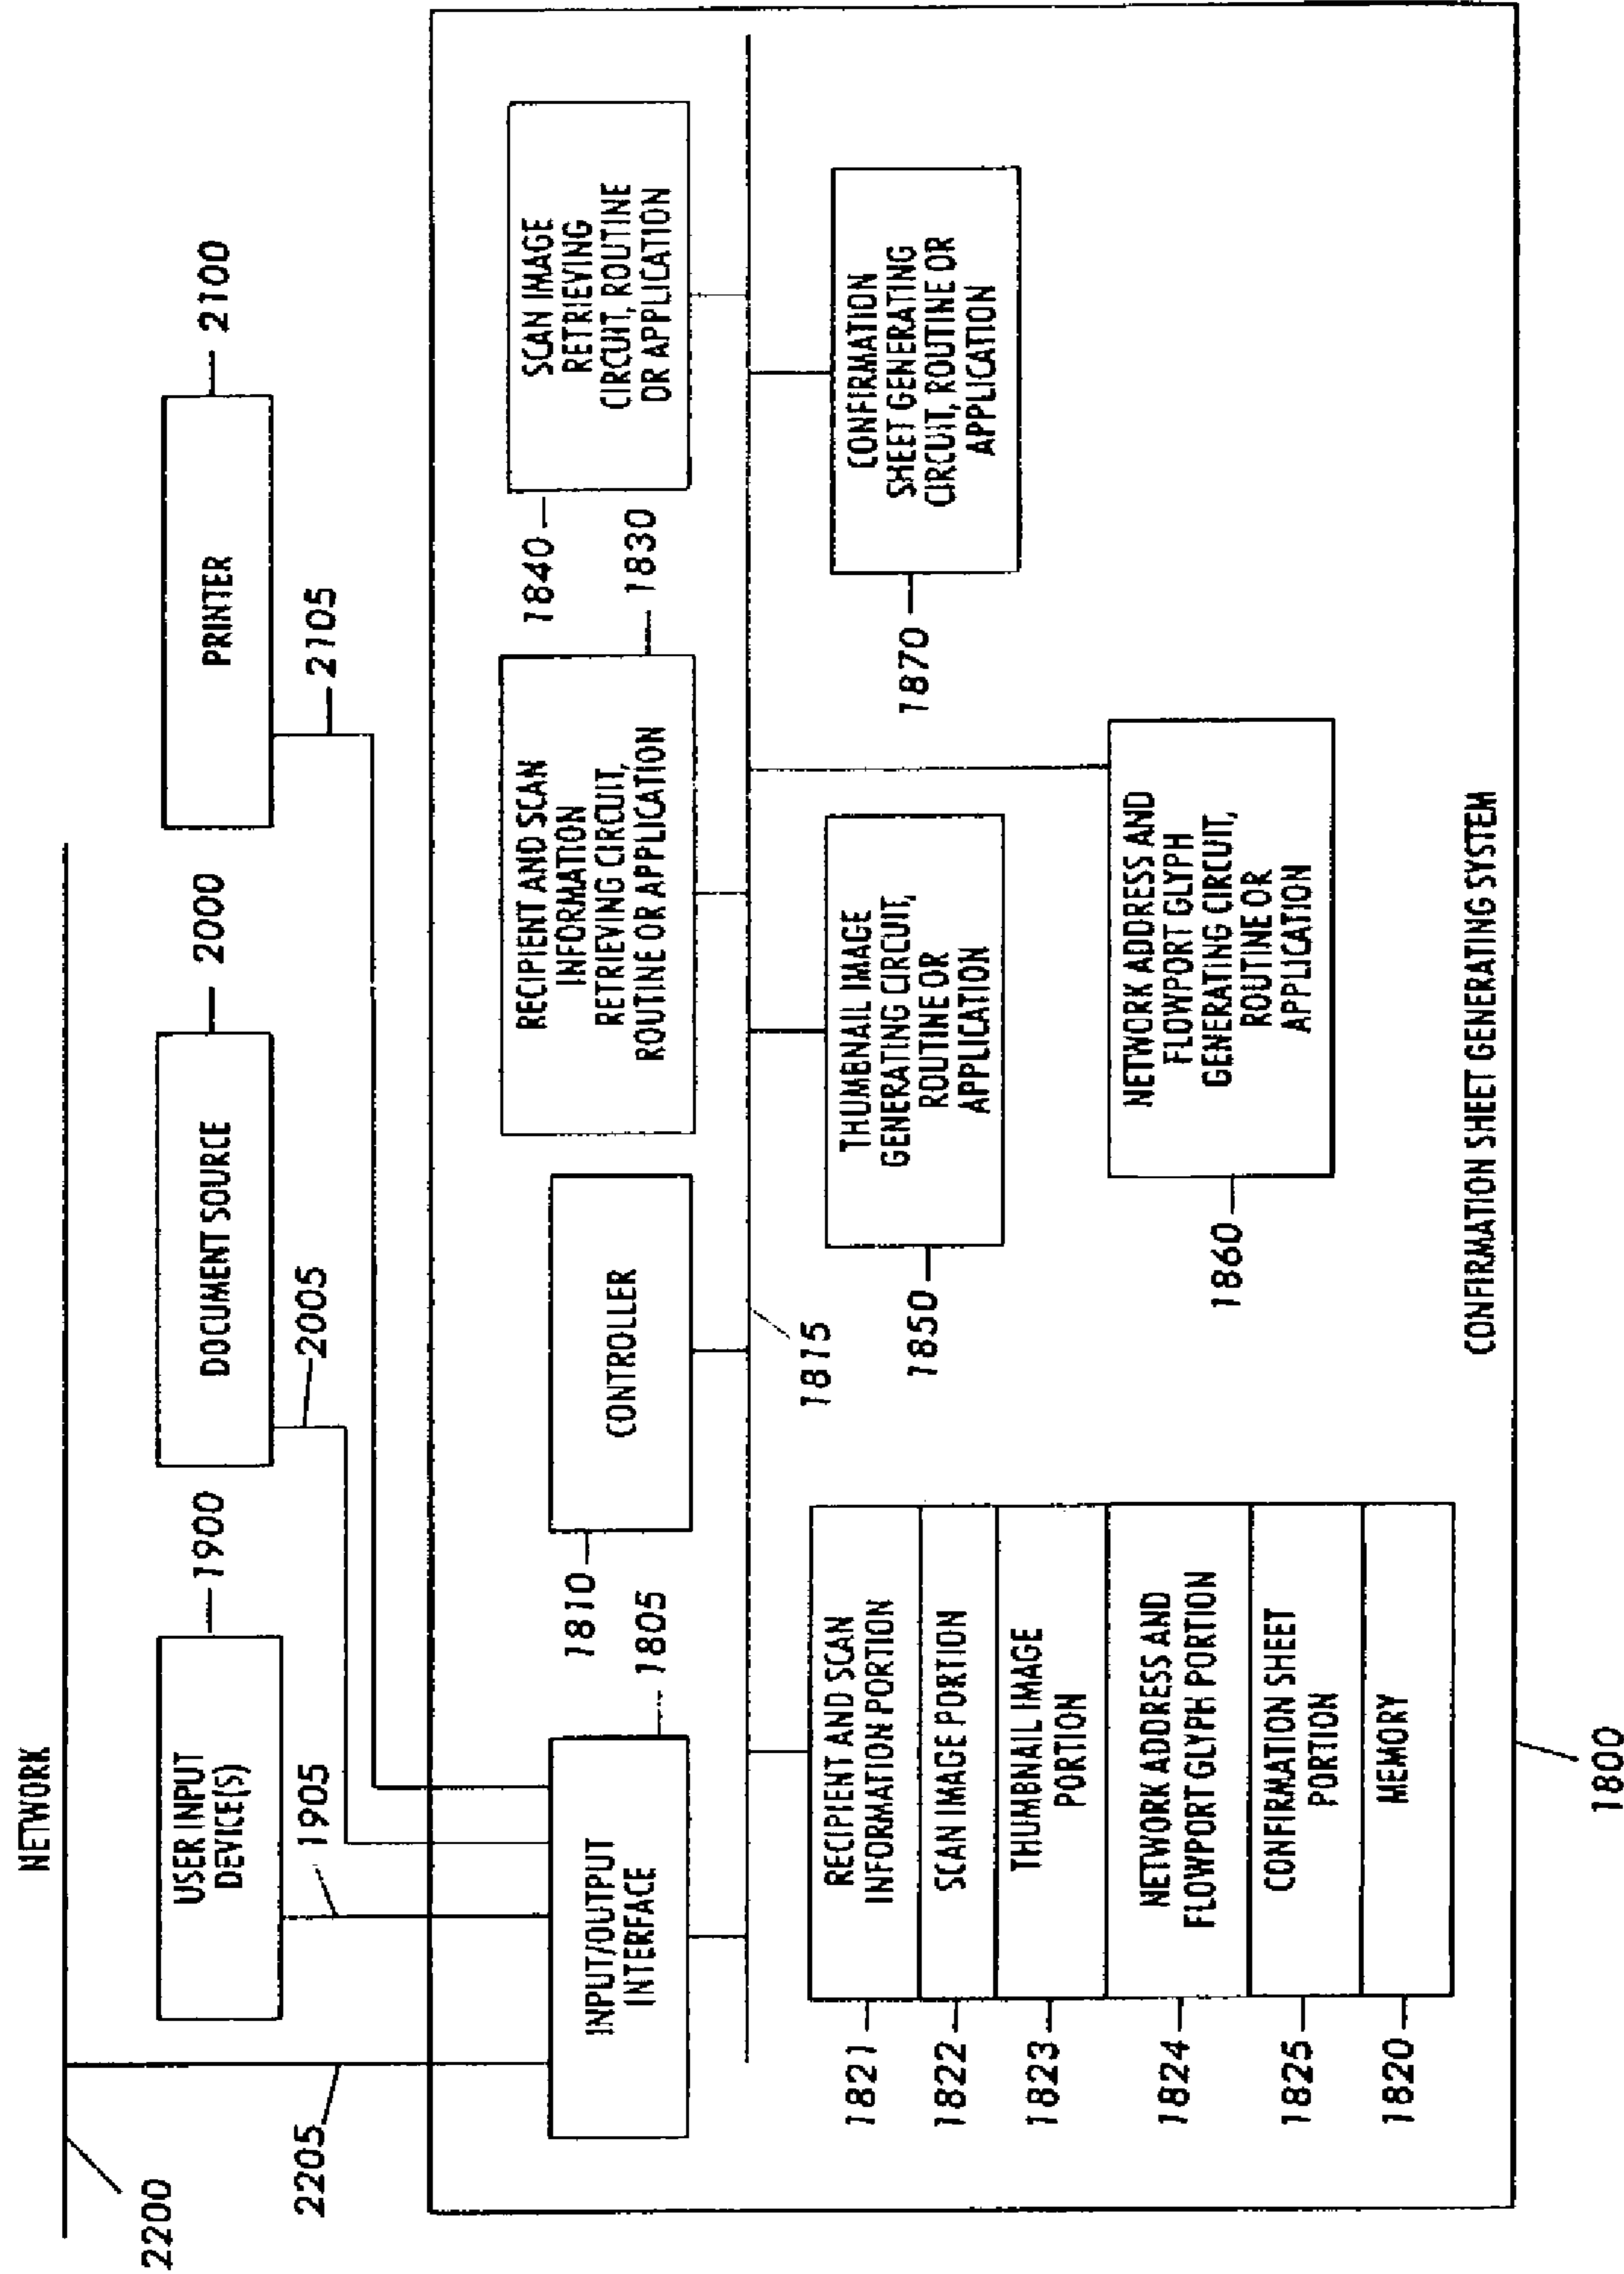 NETWORK
2200
2205
USER INPUT
DEVICE(S)
1900
1905
DOCUMENT SOURCE
2000
2005
PRINTER
2100
2105
INPUT/OUTPUT
INTERFACE
1805
CONTROLLER
1810
RECIPIENT AND SCAN
INFORMATION
RETRIEVING CIRCUIT,
ROUTINE OR APPLICATION
1830
SCAN IMAGE
RETRIEVING
CIRCUIT, ROUTINE
OR APPLICATION
1840
1815
RECIPIENT AND SCAN
INFORMATION PORTION
1821
SCAN IMAGE PORTION
1822
THUMBNAIL IMAGE
PORTION
1823
NETWORK ADDRESS AND
FLOWPORT GLYPH PORTION
1824
CONFIRMATION SHEET
PORTION
1825
MEMORY
1820
THUMBNAIL IMAGE
GENERATING CIRCUIT,
ROUTINE OR
APPLICATION
1850
NETWORK ADDRESS AND
FLOWPORT GLYPH
GENERATING CIRCUIT,
ROUTINE OR
APPLICATION
1860
CONFIRMATION
SHEET GENERATING
CIRCUIT, ROUTINE OR
APPLICATION
1870
CONFIRMATION SHEET GENERATING SYSTEM
1800